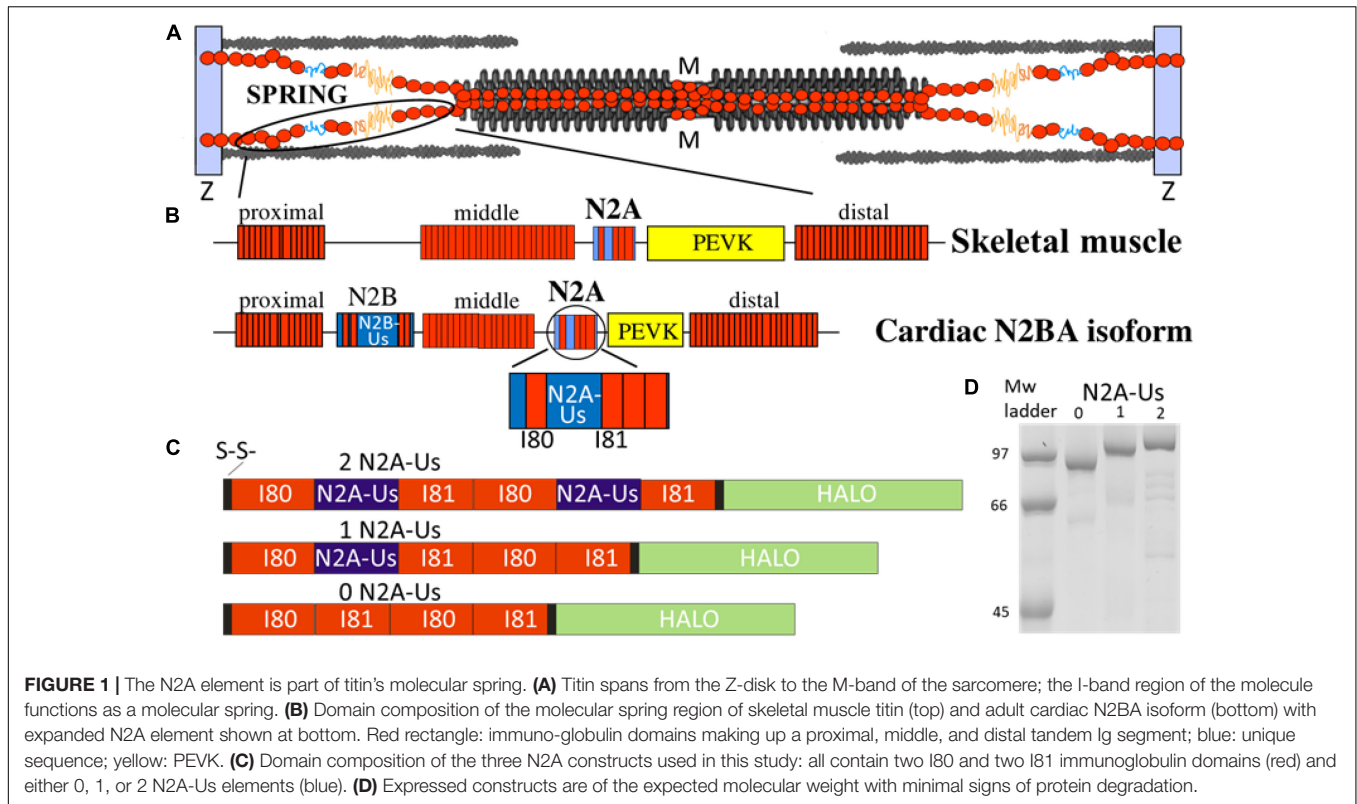 A
M
SPRING
M
Z
Z
B
proximal
middle
N2A
distal
PEVK
Skeletal muscle
proximal
N2B
middle
N2A
distal
N2B-
Us
PEVK
Cardiac N2BA isoform
N2A-
Us
I80
I81
D
Mw
ladder
N2A-Us
0 1 2
97
66
45
C
S-S-
2 N2A-Us
I80 N2A-Us I81 I80 N2A-Us I81 HALO
1 N2A-Us
I80 N2A-Us I81 I80 I81 HALO
0 N2A-Us
I80 I81 I80 I81 HALO
FIGURE 1 | The N2A element is part of titin's molecular spring. (A) Titin spans from the Z-disk to the M-band of the sarcomere; the I-band region of the molecule
functions as a molecular spring. (B) Domain composition of the molecular spring region of skeletal muscle titin (top) and adult cardiac N2BA isoform (bottom) with
expanded N2A element shown at bottom. Red rectangle: immuno-globulin domains making up a proximal, middle, and distal tandem Ig segment; blue: unique
sequence; yellow: PEVK. (C) Domain composition of the three N2A constructs used in this study: all contain two I80 and two I81 immunoglobulin domains (red) and
either 0, 1, or 2 N2A-Us elements (blue). (D) Expressed constructs are of the expected molecular weight with minimal signs of protein degradation.